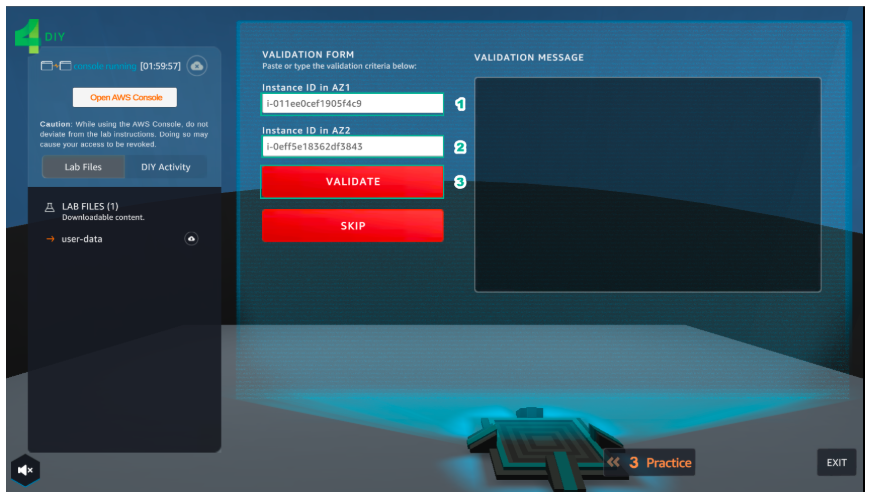 4 DIY
console running [01:59:57]
Open AWS Console
Caution: While using the AWS Console, do not
deviate from the lab instructions. Doing so may
cause your access to be revoked.
Lab Files
DIY Activity
LAB FILES (1)
Downloadable content.
user-data
VALIDATION FORM
Paste or type the validation criteria below:
Instance ID in AZ1
i-011ee0cef1905f4c9
1
Instance ID in AZ2
i-0eff5e18362df3843
2
VALIDATE
3
SKIP
VALIDATION MESSAGE
3 Practice
EXIT